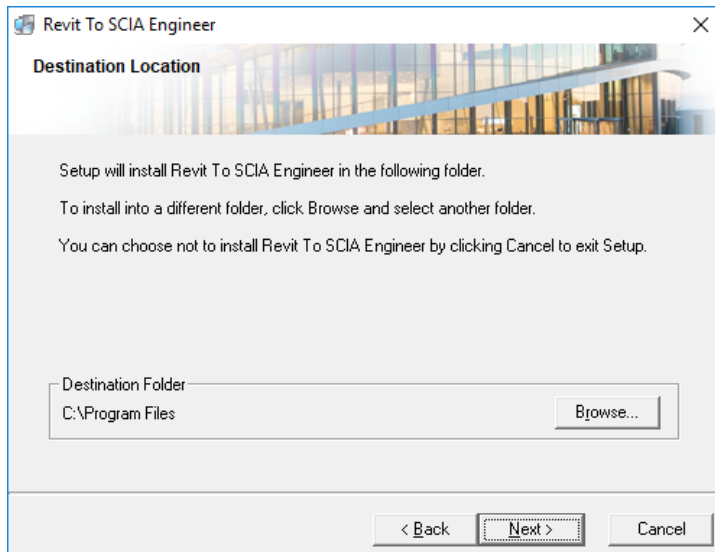 Revit To SCIA Engineer
Destination Location
Setup will install Revit To SCIA Engineer in the following folder.
To install into a different folder, click Browse and select another folder.
You can choose not to install Revit To SCIA Engineer by clicking Cancel to exit Setup.
Destination Folder
C:\Program Files
Browse...
< Back
Next >
Cancel